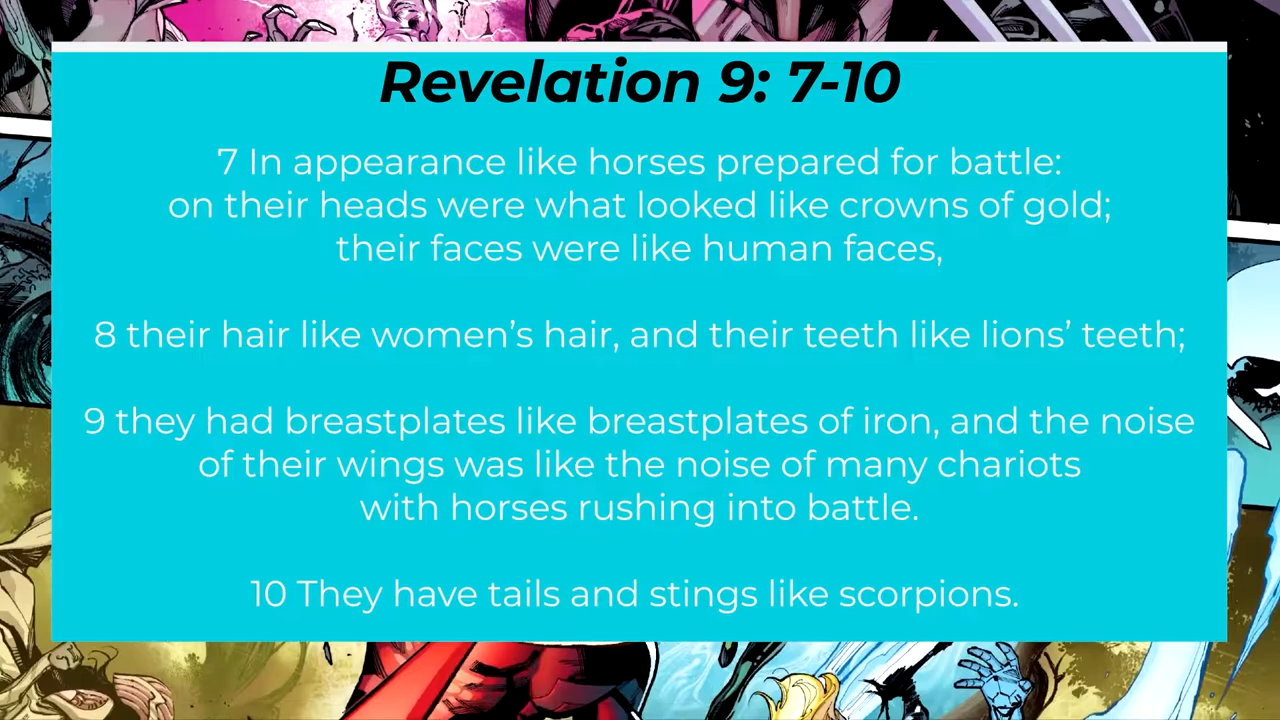 Revelation 9: 7-10
7 In appearance like horses prepared for battle:
on their heads were what looked like crowns of gold;
their faces were like human faces,
8 their hair like women’s hair, and their teeth like lions’ teeth;
9 they had breastplates like breastplates of iron, and the noise
of their wings was like the noise of many chariots
with horses rushing into battle.
10 They have tails and stings like scorpions.